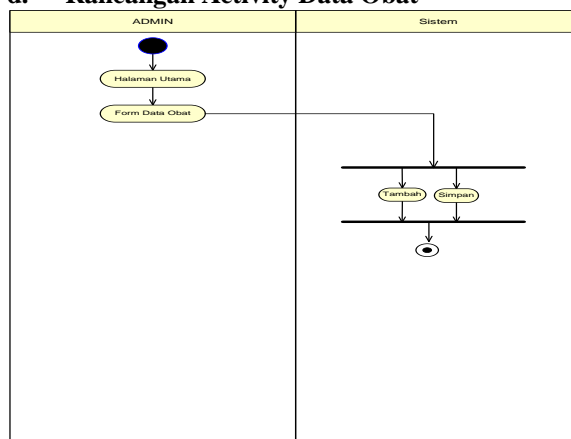 d. Rancangan Activity Data Obat
ADMIN Sistem
Halaman Utama
Form Data Obat
Tambah Simpan